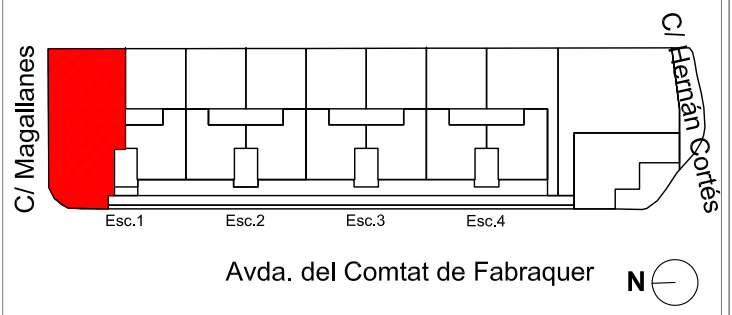 C/ Magallanes
C/ Hernán Cortés
Esc.1
Esc.2
Esc.3
Esc.4
Avda. del Comtat de Fabraquer
N